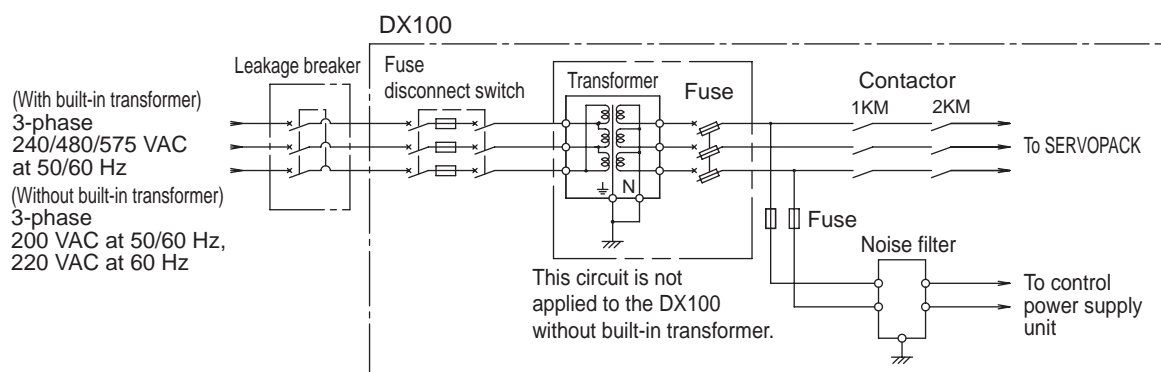 DX100
Leakage breaker
Fuse
disconnect switch
Transformer
Fuse
Contactor
1KM
2KM
(With built-in transformer)
3-phase
240/480/575 VAC
at 50/60 Hz
(Without built-in transformer)
3-phase
200 VAC at 50/60 Hz,
220 VAC at 60 Hz
To SERVOPACK
N
Fuse
Noise filter
This circuit is not
applied to the DX100
without built-in transformer.
To control
power supply
unit